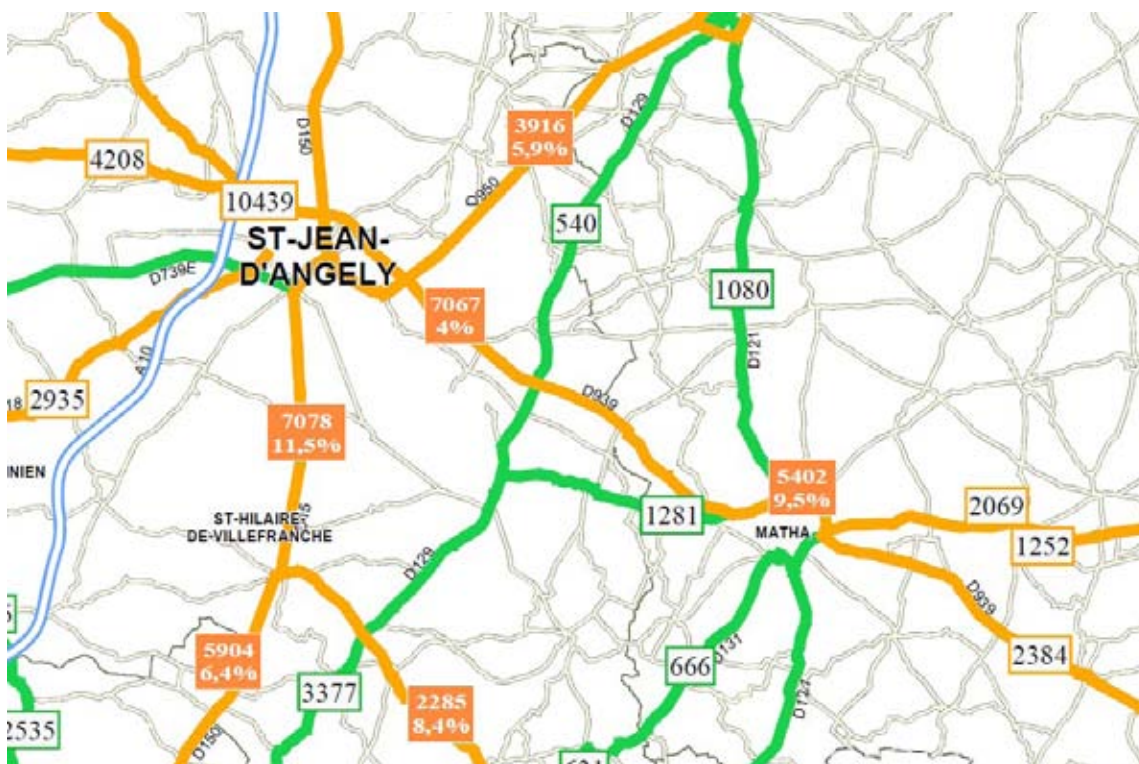 D150
3916
5,9%
D129
4208
D950
10439
540
ST-JEAN-
D'ANGELY
D739E
1080
7067
4%
D121
A 10
18
2935
D939
7078
11,5%
INIEN
5402
9,5%
2069
1281
ST-HILAIRE-
DE-VILLEFRANCHE
MATHA
1252
D129
D939
5904
6,4%
666
D131
2384
3377
2285
8,4%
2535
D150